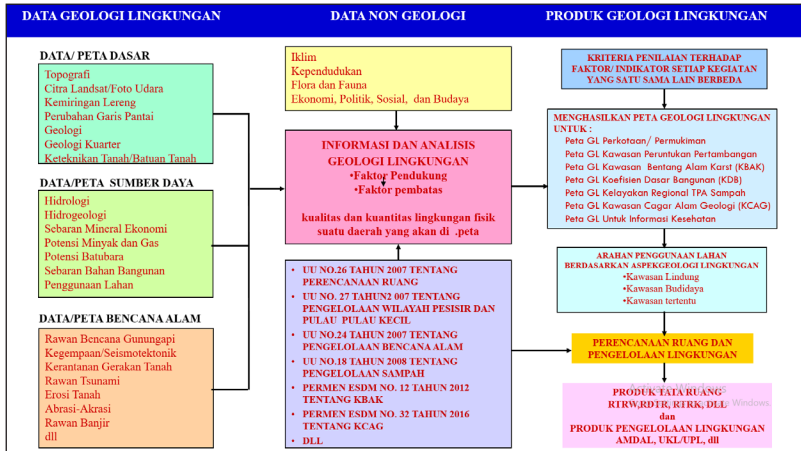 DATA GEOLOGI LINGKUNGAN
DATA NON GEOLOGI
PRODUK GEOLOGI LINGKUNGAN
DATA/ PETA DASAR
Topografi
Citra Landsat/Foto Udara
Kemiringan Lereng
Perubahan Garis Pantai
Geologi
Geologi Kuarter
Keteknikan Tanah/Batuan Tanah
DATA/PETA SUMBER DAYA
Hidrologi
Hidrogeologi
Sebaran Mineral Ekonomi
Potensi Minyak dan Gas
Potensi Batubara
Sebaran Bahan Bangunan
Penggunaan Lahan
DATA/PETA BENCANA ALAM
Rawan Bencana Gunungapi
Kegempaan/Seismotektonik
Kerantanan Gerakan Tanah
Rawan Tsunami
Erosi Tanah
Abrasi-Akrasi
Rawan Banjir
dll
Iklim
Kependudukan
Flora dan Fauna
Ekonomi, Politik, Sosial, dan Budaya
INFORMASI DAN ANALISIS
GEOLOGI LINGKUNGAN
•Faktor Pendukung
•Faktor pembatas
kualitas dan kuantitas lingkungan fisik
suatu daerah yang akan di .peta
• UU NO.26 TAHUN 2007 TENTANG
PERENCANAAN RUANG
• UU NO. 27 TAHUN2 007 TENTANG
PENGELOLAAN WILAYAH PESISIR DAN
PULAU PULAU KECIL
• UU NO.24 TAHUN 2007 TENTANG
PENGELOLAAN BENCANA ALAM
• UU NO.18 TAHUN 2008 TENTANG
PENGELOLAAN SAMPAH
• PERMEN ESDM NO. 12 TAHUN 2012
TENTANG KBAK
• PERMEN ESDM NO. 32 TAHUN 2016
TENTANG KCAG
• DLL
KRITERIA PENILAIAN TERHADAP
FAKTOR/ INDIKATOR SETIAP KEGIATAN
YANG SATU SAMA LAIN BERBEDA
MENGHASILKAN PETA GEOLOGI LINGKUNGAN
UNTUK :
Peta GL Perkotaan/ Permukiman
Peta GL Kawasan Peruntukan Pertambangan
Peta GL Kawasan Bentang Alam Karst (KBAK)
Peta GL Koefisien Dasar Bangunan (KDB)
Peta GL Kelayakan Regional TPA Sampah
Peta GL Kawasan Cagar Alam Geologi (KCAG)
Peta GL Untuk Informasi Kesehatan
ARAHAN PENGGUNAAN LAHAN
BERDASARKAN ASPEKGEOLOGI LINGKUNGAN
•Kawasan Lindung
•Kawasan Budidaya
•Kawasan tertentu
PERENCANAAN RUANG DAN
PENGELOLAAN LINGKUNGAN
Activate Windows
PRODUK TATA RUANG
RTRW,RDTR, RTRK, DLL
Windows.
dan
PRODUK PENGELOLAAN LINGKUNGAN
AMDAL, UKL/UPL, dll